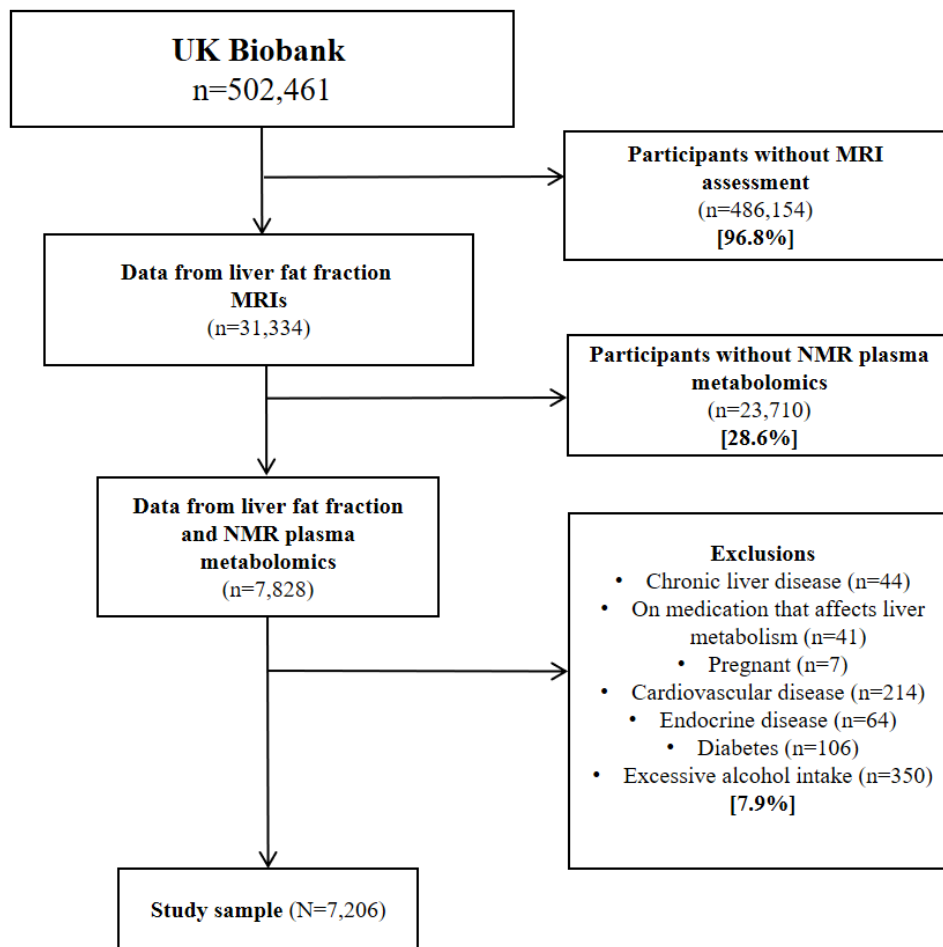 UK Biobank
n=502,461
Participants without MRI
assessment
(n=486,154)
[96.8%]
Data from liver fat fraction
MRIs
(n=31,334)
Participants without NMR plasma
metabolomics
(n=23,710)
[28.6%]
Data from liver fat fraction
and NMR plasma
metabolomics
(n=7,828)
Exclusions
• Chronic liver disease (n=44)
• On medication that affects liver
metabolism (n=41)
• Pregnant (n=7)
• Cardiovascular disease (n=214)
• Endocrine disease (n=64)
• Diabetes (n=106)
• Excessive alcohol intake (n=350)
[7.9%]
Study sample (N=7,206)